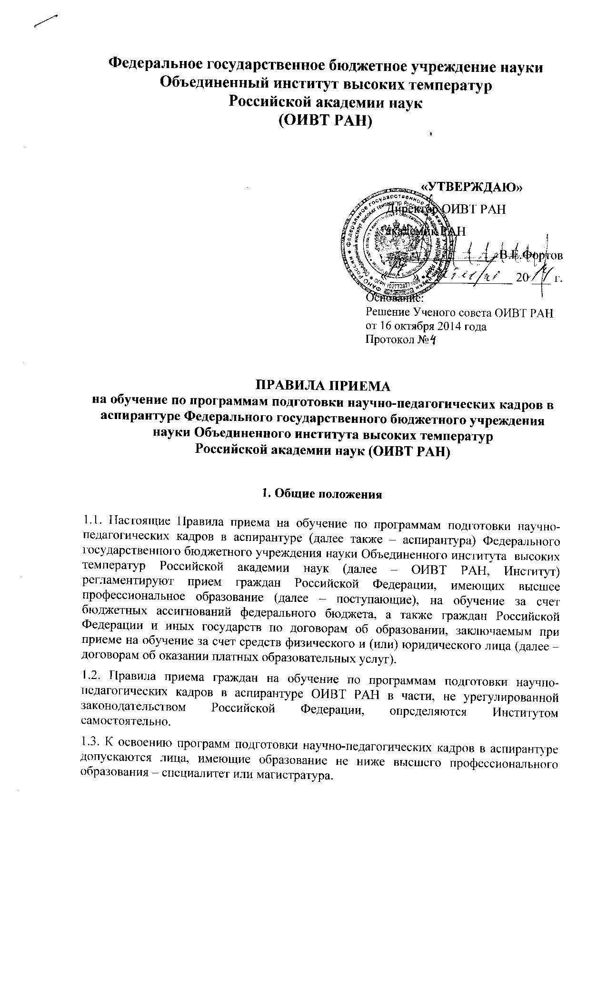 Федеральное государственное бюджетное учреждение науки
Объединенный институт высоких температур
Российской академии наук
(ОИВТ РАН)
«УТВЕРЖДАЮ»
Директор ОИВТ РАН
академик РАН
В.Е.Фортов
2014 г.
Основание:
Решение Ученого совета ОИВТ РАН
от 16 октября 2014 года
Протокол №4
ПРАВИЛА ПРИЕМА
на обучение по программам подготовки научно-педагогических кадров в
аспирантуре Федерального государственного бюджетного учреждения
науки Объединенного института высоких температур
Российской академии наук (ОИВТ РАН)
1. Общие положения
1.1. Настоящие Правила приема на обучение по программам подготовки научно-
педагогических кадров в аспирантуре (далее также – аспирантура) Федерального
государственного бюджетного учреждения науки Объединенного института высоких
температур Российской академии наук (далее – ОИВТ РАН, Институт)
регламентируют прием граждан Российской Федерации, имеющих высшее
профессиональное образование (далее – поступающие), на обучение за счет
бюджетных ассигнований федерального бюджета, а также граждан Российской
Федерации и иных государств по договорам об образовании, заключаемым при
приеме на обучение за счет средств физического и (или) юридического лица (далее –
договорам об оказании платных образовательных услуг).
1.2. Правила приема граждан на обучение по программам подготовки научно-
педагогических кадров в аспирантуре ОИВТ РАН в части, не урегулированной
законодательством Российской Федерации, определяются Институтом
самостоятельно.
1.3. К освоению программ подготовки научно-педагогических кадров в аспирантуре
допускаются лица, имеющие образование не ниже высшего профессионального
образования – специалитет или магистратура.